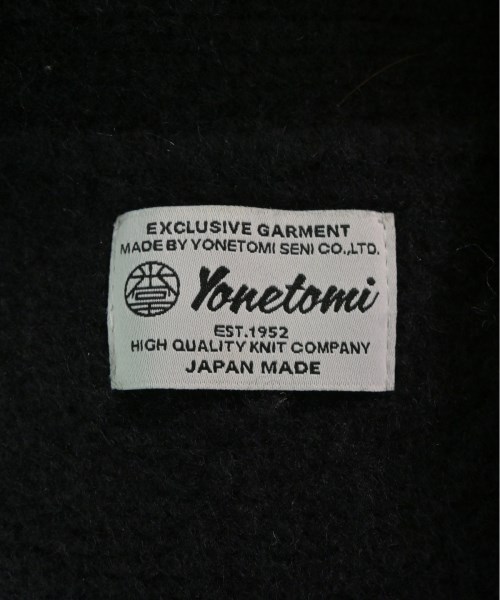 EXCLUSIVE GARMENT
MADE BY YONETOMI SENI CO.,LTD.
Yonetomi
EST.1952
HIGH QUALITY KNIT COMPANY
JAPAN MADE